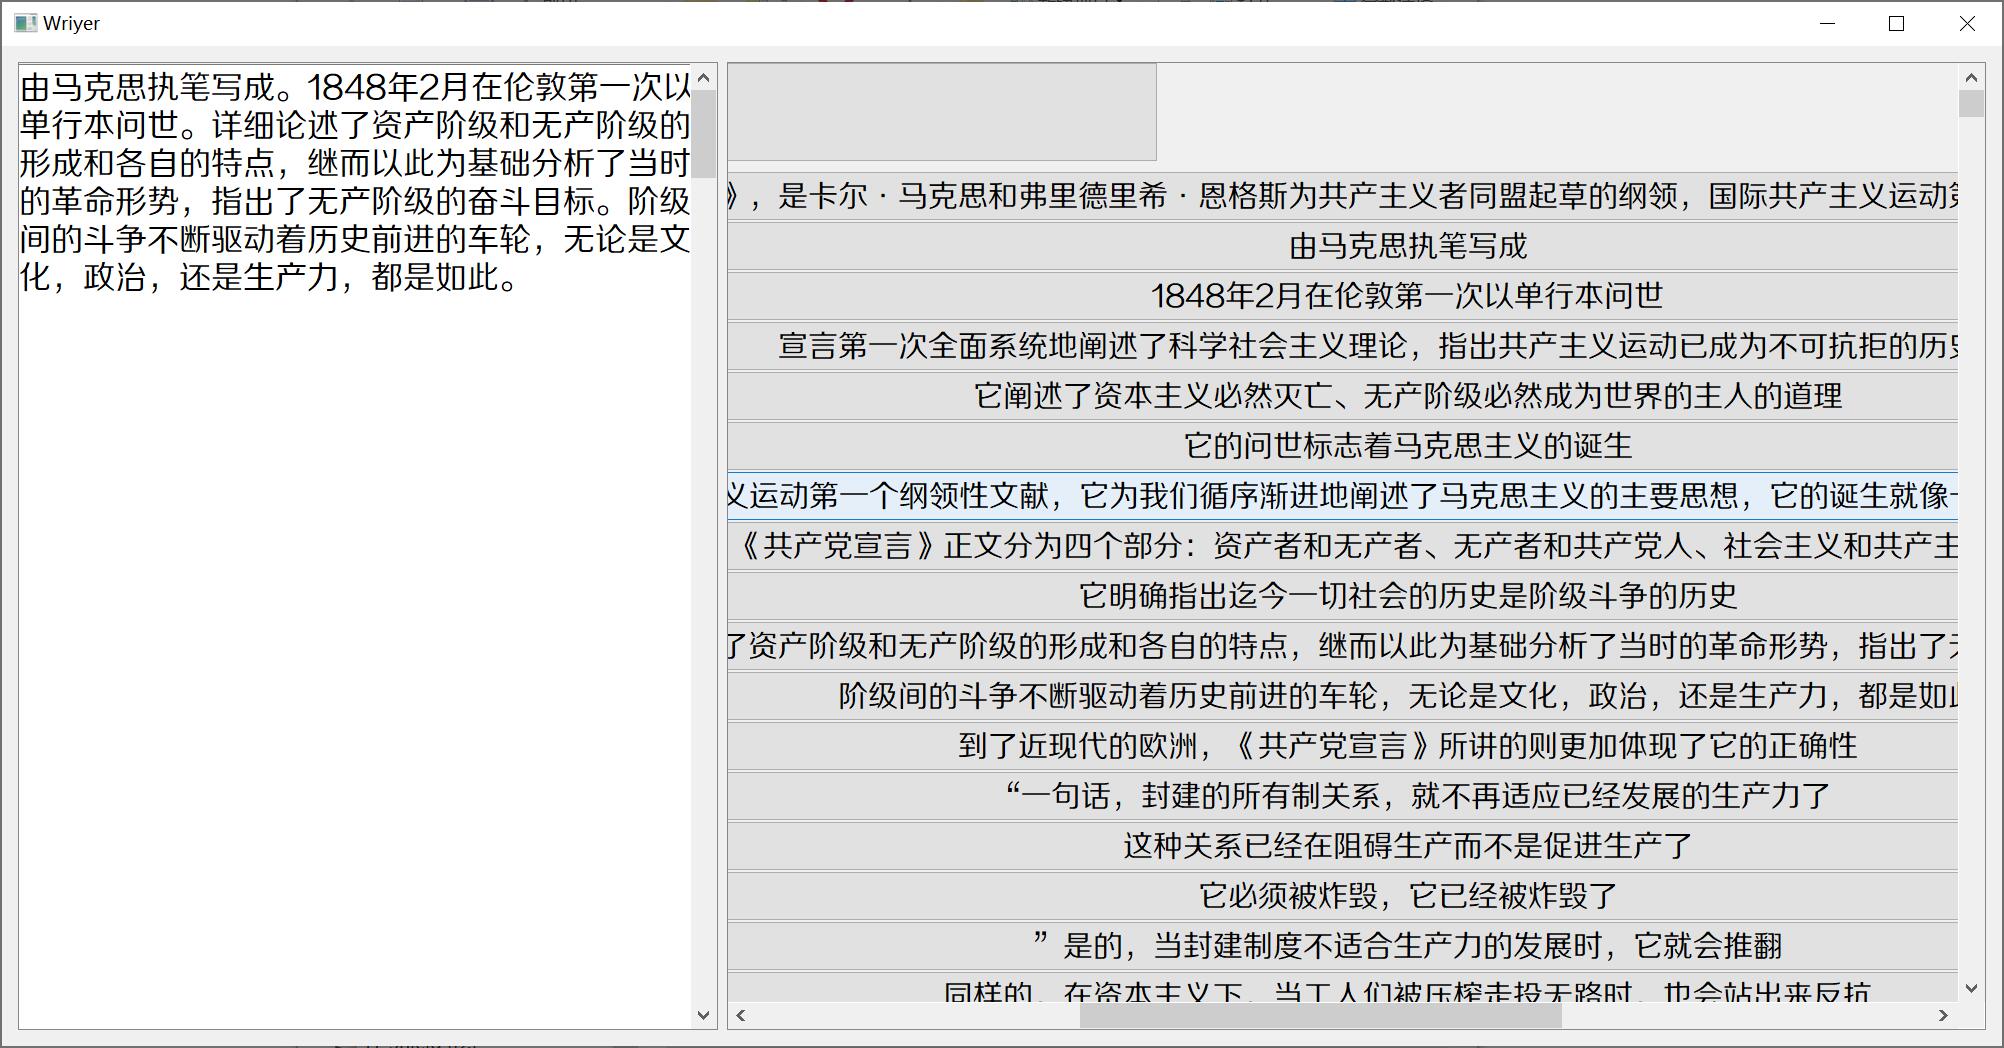 Wriyer
由马克思执笔写成。1848年2月在伦敦第一次以
单行本问世。详细论述了资产阶级和无产阶级的
形成和各自的特点，继而以此为基础分析了当时
的革命形势，指出了无产阶级的奋斗目标。阶级
间的斗争不断驱动着历史前进的车轮，无论是文
化，政治，还是生产力，都是如此。
》，是卡尔·马克思和弗里德里希·恩格斯为共产主义者同盟起草的纲领，国际共产主义运动
由马克思执笔写成
1848年2月在伦敦第一次以单行本问世
宣言第一次全面系统地阐述了科学社会主义理论，指出共产主义运动已成为不可抗拒的历史
它阐述了资本主义必然灭亡、无产阶级必然成为世界的主人的道理
它的问世标志着马克思主义的诞生
义运动第一个纲领性文献，它为我们循序渐进地阐述了马克思主义的主要思想，它的诞生就像
《共产党宣言》正文分为四个部分：资产者和无产者、无产者和共产党人、社会主义和共产主
它明确指出迄今一切社会的历史是阶级斗争的历史
了资产阶级和无产阶级的形成和各自的特点，继而以此为基础分析了当时的革命形势，指出了
阶级间的斗争不断驱动着历史前进的车轮，无论是文化，政治，还是生产力，都是如此
到了近现代的欧洲，《共产党宣言》所讲的则更加体现了它的正确性
“一句话，封建的所有制关系，就不再适应已经发展的生产力了
这种关系已经在阻碍生产而不是促进生产了
它必须被炸毁，它已经被炸毁了
”是的，当封建制度不适合生产力的发展时，它就会推翻
同样的，在资本主义下，当工人们被压榨走投无路时，也会站出来反抗